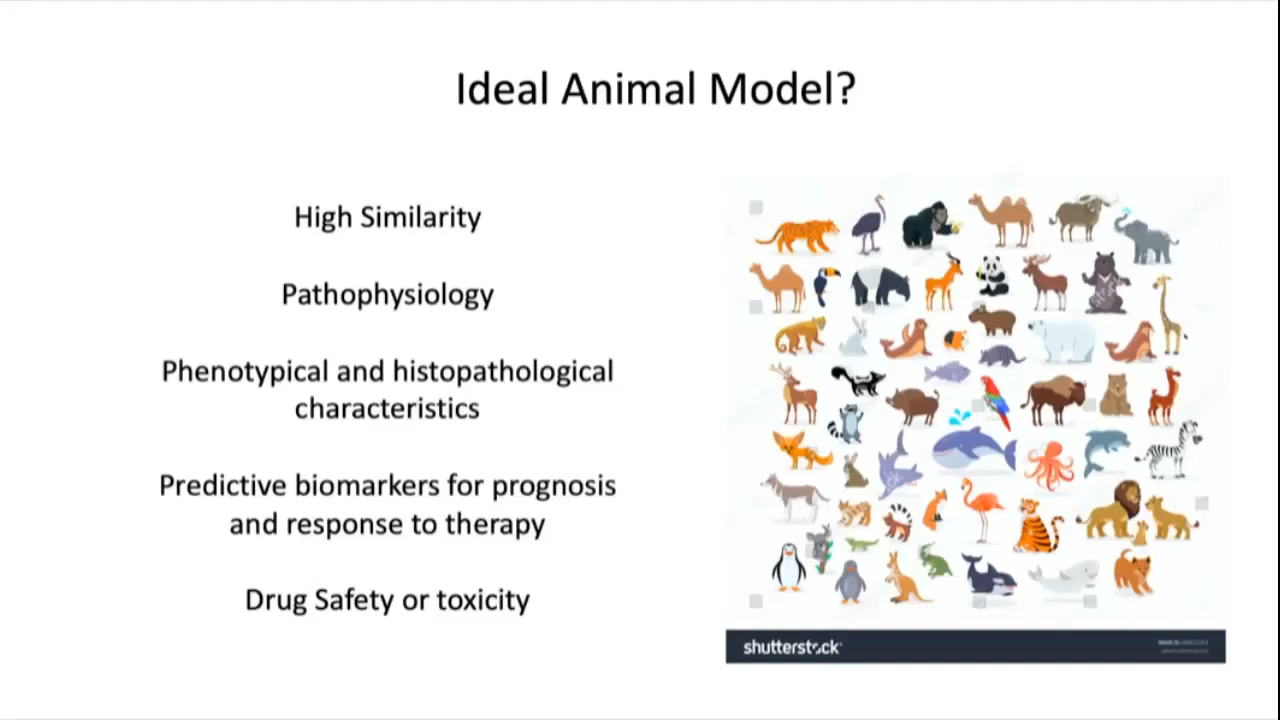 Ideal Animal Model?
High Similarity
Pathophysiology
Phenotypical and histopathological
characteristics
Predictive biomarkers for prognosis
and response to therapy
Drug Safety or toxicity
shutterstock